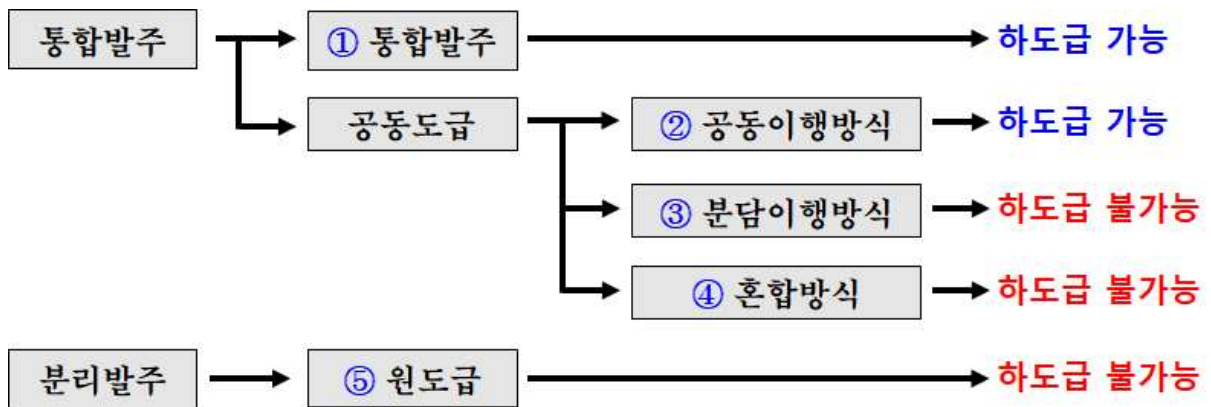 통합발주 ① 통합발주 하도급 가능
공동도급 ② 공동이행방식 하도급 가능
③ 분담이행방식 하도급 불가능
④ 혼합방식 하도급 불가능
분리발주 ⑤ 원도급 하도급 불가능